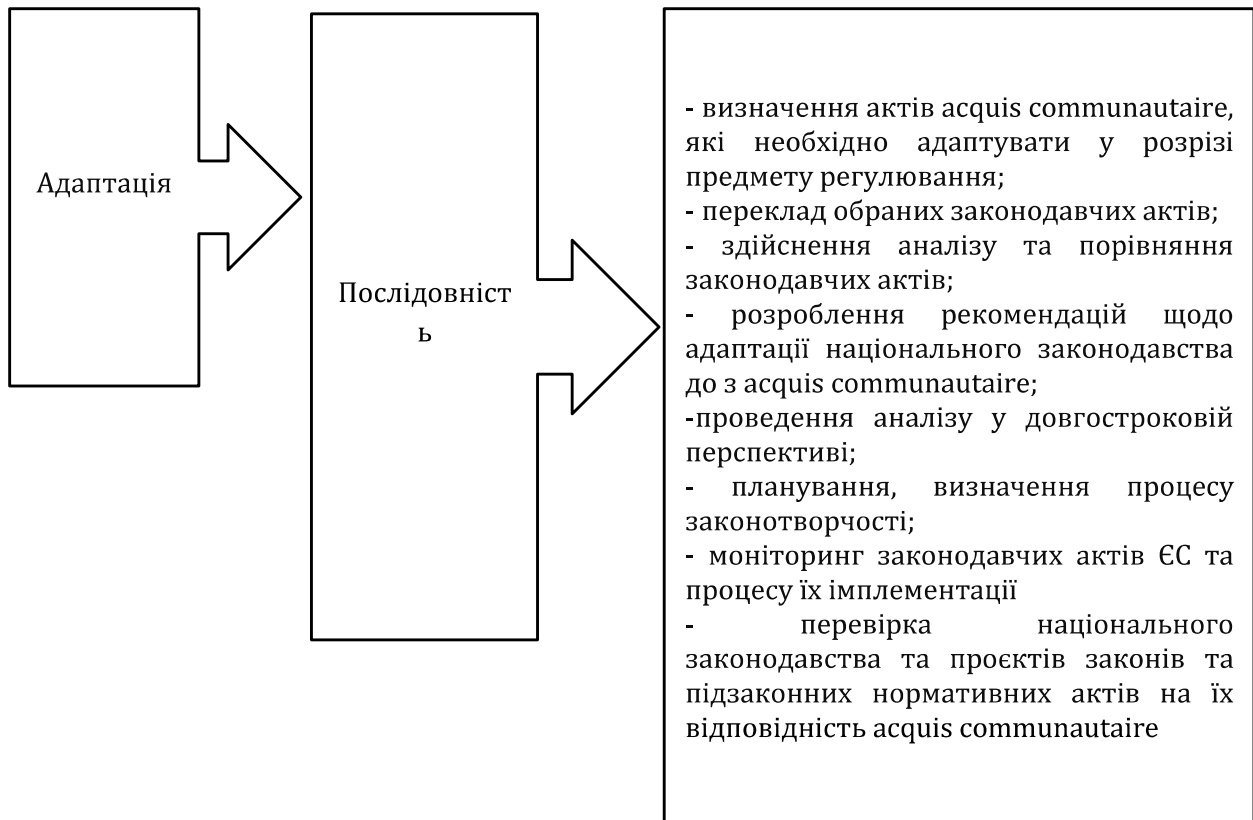 Адаптація
Послідовніст
ь
- визначення актів acquis communautaire,
які необхідно адаптувати у розрізі
предмету регулювання;
- переклад обраних законодавчих актів;
- здійснення аналізу та порівняння
законодавчих актів;
- розроблення рекомендацій щодо
адаптації національного законодавства
до з acquis communautaire;
-проведення аналізу у довгостроковій
перспективі;
- планування, визначення процесу
законотворчості;
- моніторинг законодавчих актів ЄС та
процесу їх імплементації
- перевірка національного
законодавства та проєктів законів та
підзаконних нормативних актів на їх
відповідність acquis communautaire